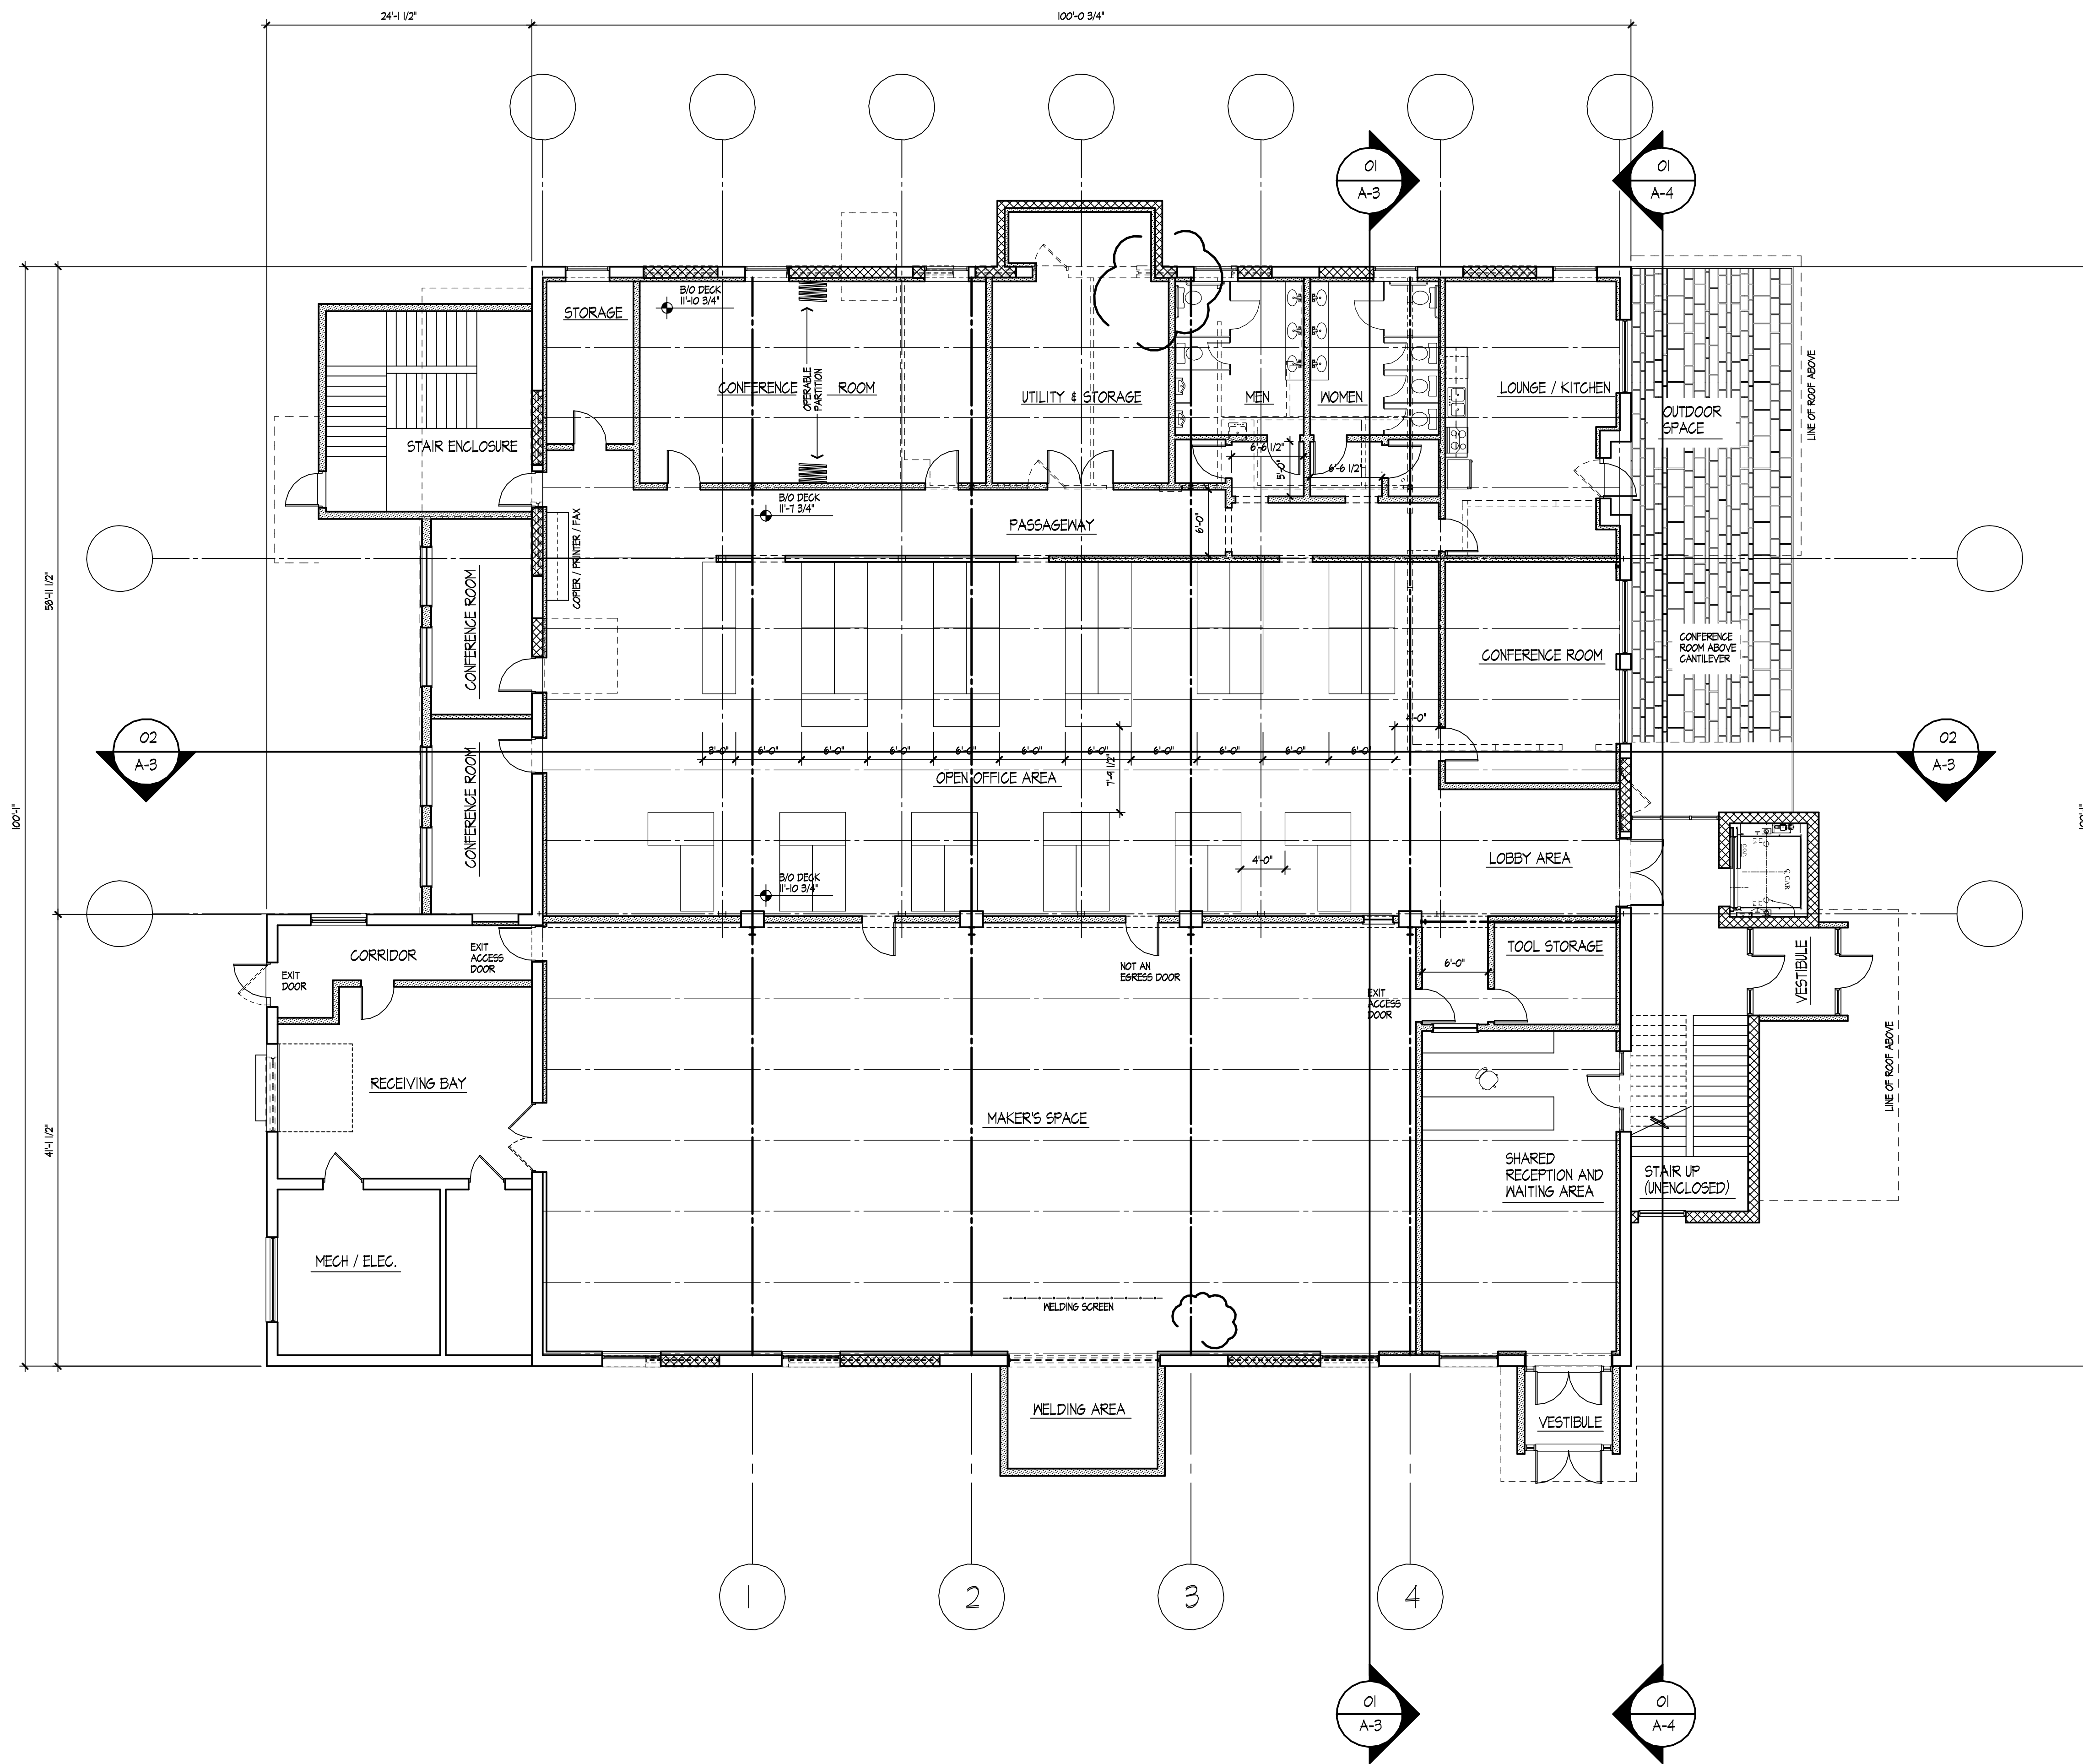 24'-1 1/2"
100'-0 3/4"
01
A-3
01
A-4
B/O DECK
11'-10 3/4"
STORAGE
OPERABLE
PARTITION
CONFERENCE ROOM
UTILITY & STORAGE
MEN
WOMEN
LOUNGE / KITCHEN
OUTDOOR
SPACE
LINE OF ROOF ABOVE
STAIR ENCLOSURE
6'-6 1/2"
5'-0"
6'-6 1/2"
B/O DECK
11'-7 3/4"
PASSAGEWAY
6'-0"
COPIER / PRINTER / FAX
58'-11 1/2"
CONFERENCE ROOM
CONFERENCE ROOM
CONFERENCE
ROOM ABOVE
CANTILEVER
02
A-3
3'-0"
6'-0"
6'-0"
6'-0"
6'-0"
6'-0"
6'-0"
6'-0"
6'-0"
6'-0"
6'-0"
4'-0"
02
A-3
7'-9 1/2"
OPEN OFFICE AREA
CONFERENCE ROOM
100'-1"
100'-1"
4'-0"
LOBBY AREA
B/O DECK
11'-10 3/4"
CAR
CORRIDOR
EXIT
ACCESS
DOOR
EXIT
DOOR
NOT AN
EGRESS DOOR
6'-0"
TOOL STORAGE
EXIT
ACCESS
DOOR
VESTIBULE
LINE OF ROOF ABOVE
RECEIVING BAY
MAKER'S SPACE
41'-1 1/2"
SHARED
RECEPTION AND
WAITING AREA
STAIR UP
(UNENCLOSED)
MECH / ELEC.
WELDING SCREEN
WELDING AREA
VESTIBULE
1
2
3
4
01
A-3
01
A-4